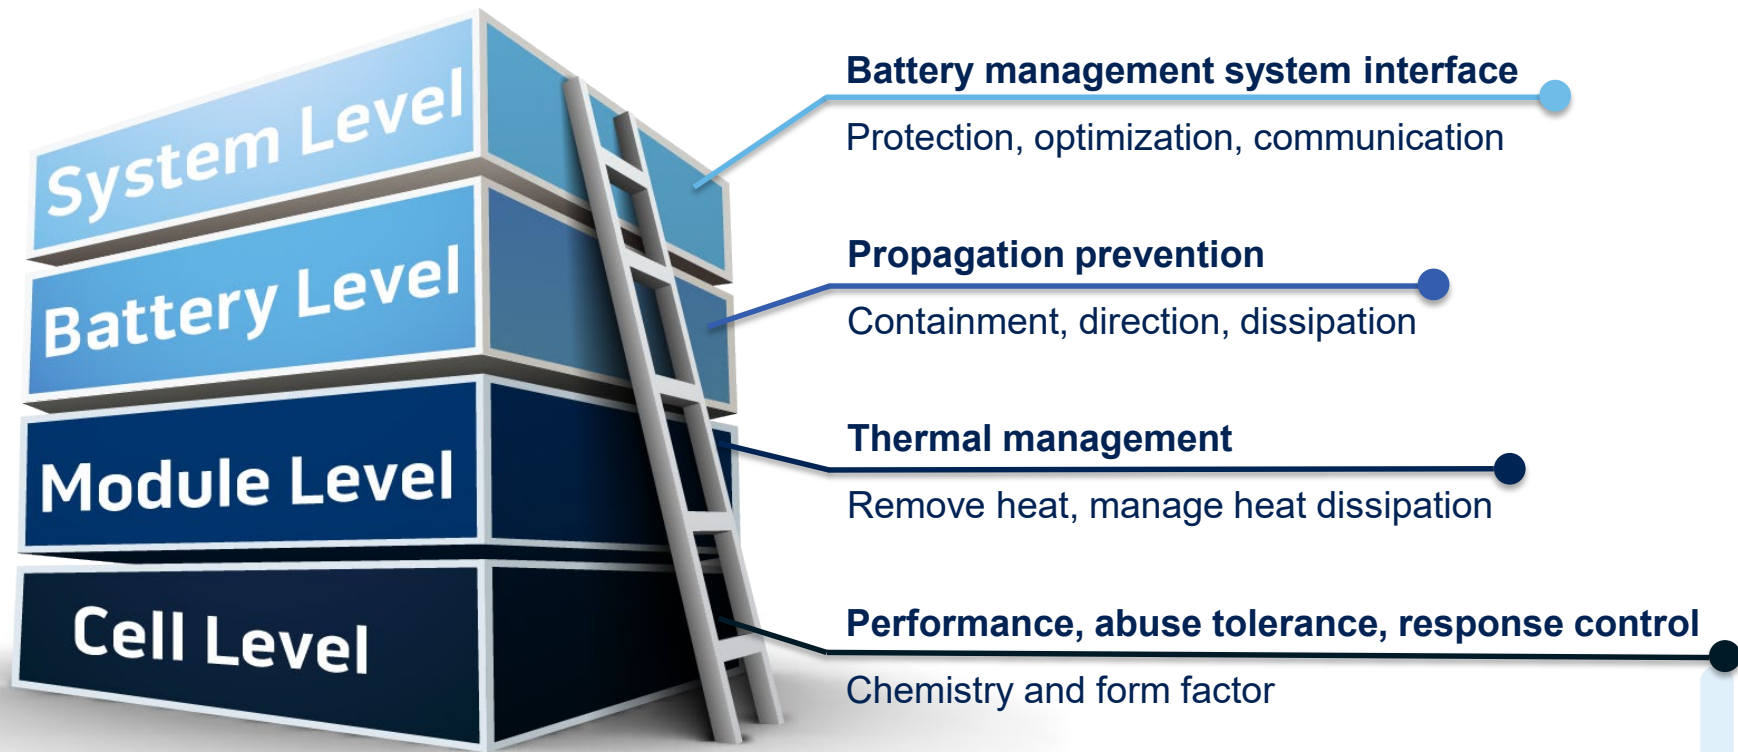 System Level
Battery management system interface
Protection, optimization, communication
Battery Level
Propagation prevention
Containment, direction, dissipation
Module Level
Thermal management
Remove heat, manage heat dissipation
Cell Level
Performance, abuse tolerance, response control
Chemistry and form factor